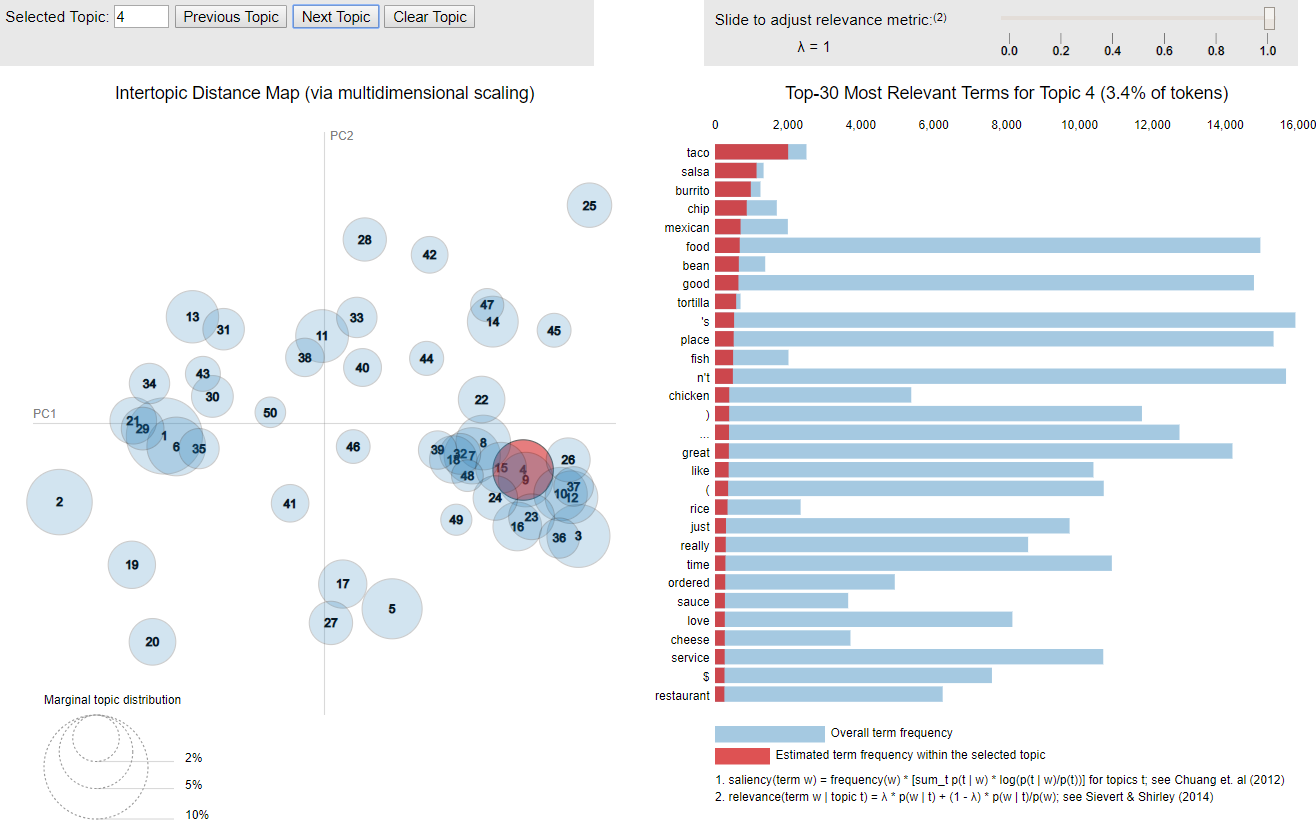 Selected Topic: 4 Previous Topic Next Topic Clear Topic
Slide to adjust relevance metric:(2)
λ = 1
0.0 0.2 0.4 0.6 0.8 1.0
Intertopic Distance Map (via multidimensional scaling)
PC2
PC1
25
28
42
47
13
33
14
31
45
11
38
44
40
43
34
30
22
50
21
29
1
8
6
35
46
39
32
7
18
26
15
4
48
9
37
10
12
24
2
41
23
49
16
36
3
19
17
5
27
20
Marginal topic distribution
2%
5%
10%
Top-30 Most Relevant Terms for Topic 4 (3.4% of tokens)
0 2,000 4,000 6,000 8,000 10,000 12,000 14,000 16,000
taco
salsa
burrito
chip
mexican
food
bean
good
tortilla
's
place
fish
n't
chicken
)
...
great
like
(
rice
just
really
time
ordered
sauce
love
cheese
service
$
restaurant
Overall term frequency
Estimated term frequency within the selected topic
1. saliency(term w) = frequency(w) * [sum_t p(t | w) * log(p(t | w)/p(t))] for topics t; see Chuang et. al (2012)
2. relevance(term w | topic t) = λ * p(w | t) + (1 - λ) * p(w | t)/p(w); see Sievert & Shirley (2014)